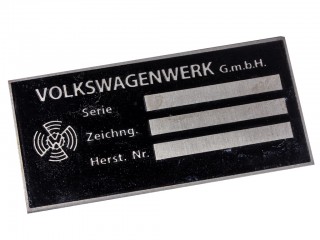 VOLKSWAGENWERK G.m.b.H.
Serie
Zeichng.
Herst. Nr.